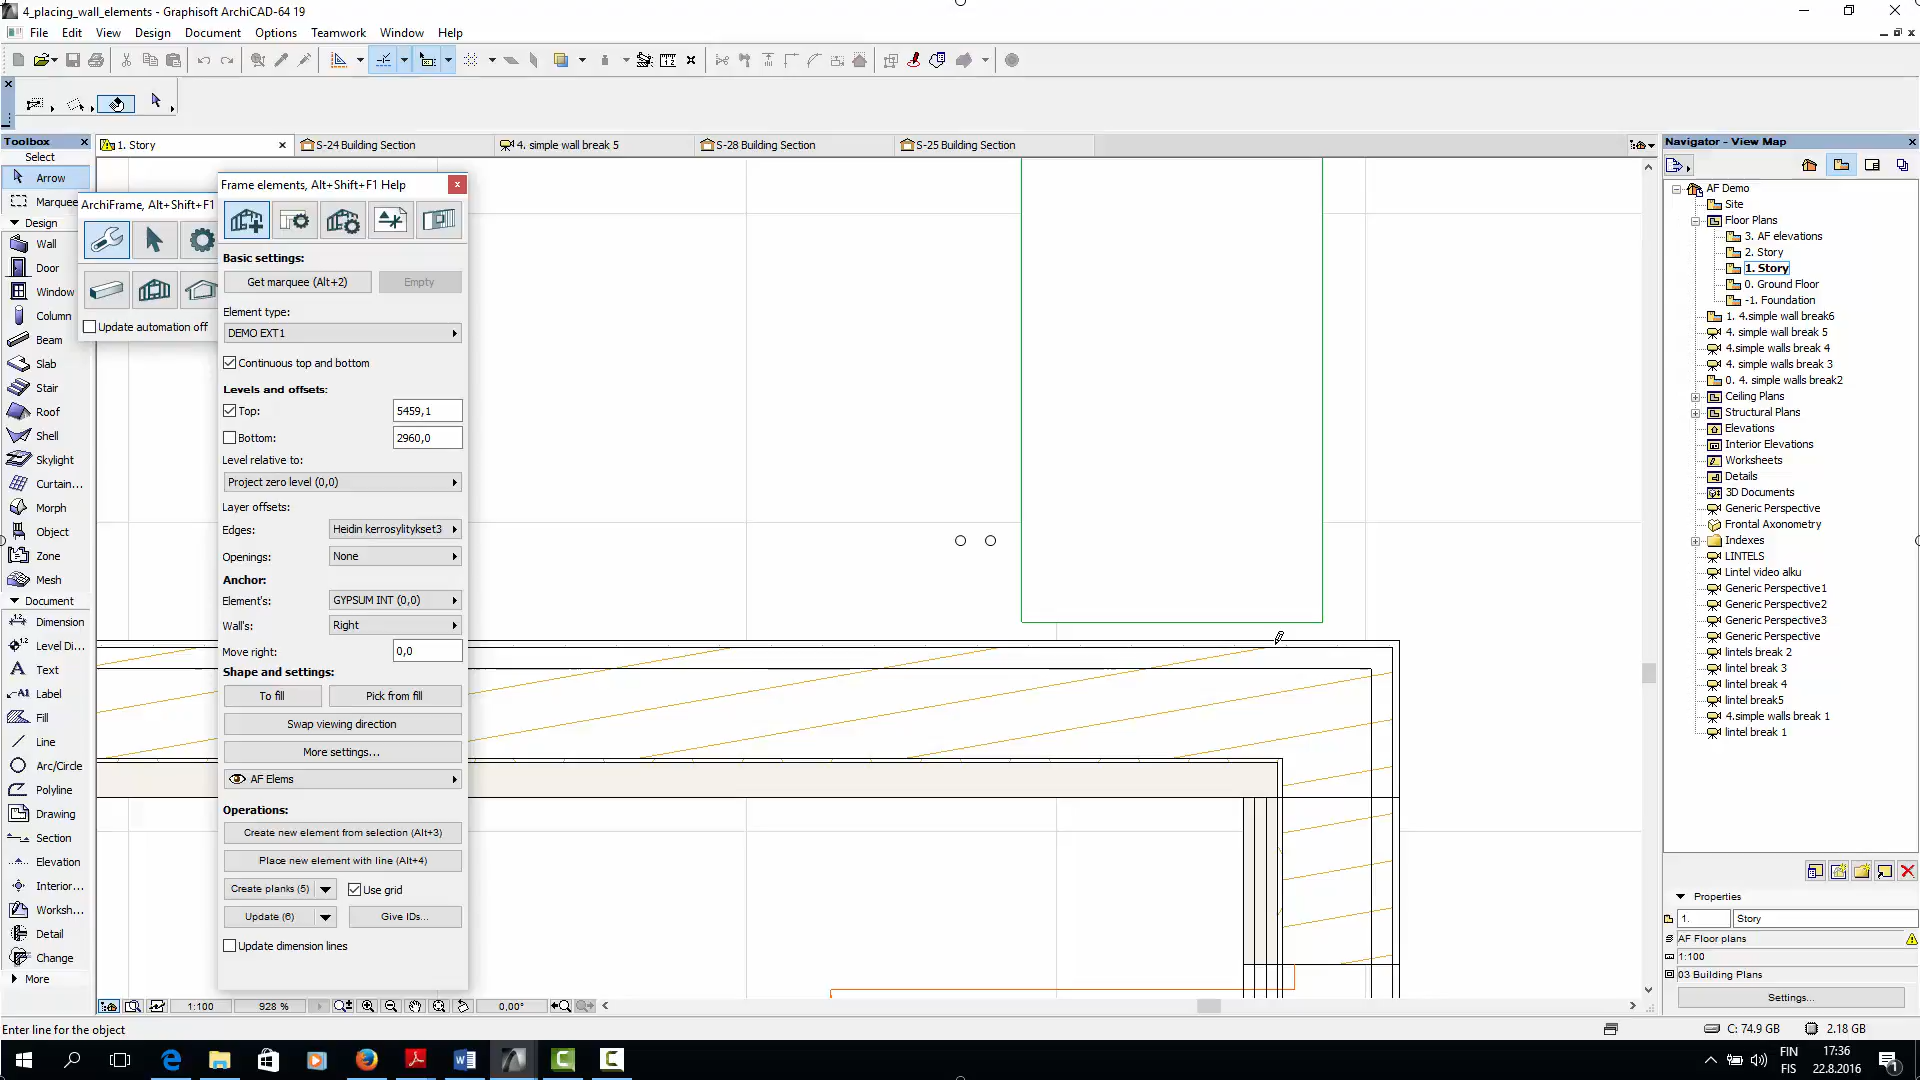 4_placing_wall_elements - Graphisoft ArchiCAD-64 19
File Edit View Design Document Options Teamwork Window Help
Toolbox
Select
Arrow
Marquee
Design
Wall
Door
Window
Column
Beam
Slab
Stair
Roof
Shell
Skylight
Curtain...
Morph
Object
Zone
Mesh
Document
Dimension
Level Di...
Text
Label
Fill
Line
Arc/Circle
Polyline
Drawing
Section
Elevation
Interior...
Worksh...
Detail
Change
More
1. Story
S-24 Building Section
4. simple wall break 5
S-28 Building Section
S-25 Building Section
ArchiFrame, Alt+Shift+F1
Update automation off
Frame elements, Alt+Shift+F1 Help
Basic settings:
Get marquee (Alt+2) Empty
Element type:
DEMO EXT1
Continuous top and bottom
Levels and offsets:
Top: 5459,1
Bottom: 2960,0
Level relative to:
Project zero level (0,0)
Layer offsets:
Edges: Heidin kerrosylitykset3
Openings: None
Anchor:
Element's: GYPSUM INT (0,0)
Wall's: Right
Move right: 0,0
Shape and settings:
To fill Pick from fill
Swap viewing direction
More settings...
AF Elems
Operations:
Create new element from selection (Alt+3)
Place new element with line (Alt+4)
Create planks (5) Use grid
Update (6) Give IDs...
Update dimension lines
1:100 928 % 0,00°
Navigator - View Map
AF Demo
Site
Floor Plans
3. AF elevations
2. Story
1. Story
0. Ground Floor
-1. Foundation
1. 4.simple wall break6
4. simple wall break 5
4.simple walls break 4
4. simple walls break 3
0. 4. simple walls break2
Ceiling Plans
Structural Plans
Elevations
Interior Elevations
Worksheets
Details
3D Documents
Generic Perspective
Frontal Axonometry
Indexes
LINTELS
Lintel video alku
Generic Perspective1
Generic Perspective2
Generic Perspective3
Generic Perspective
lintels break 2
lintel break 3
lintel break 4
lintel break5
4.simple walls break 1
lintel break 1
Properties
1. Story
AF Floor plans
1:100
03 Building Plans
Settings...
Enter line for the object
C: 74.9 GB 2.18 GB
FIN
FIS
17:36
22.8.2016
1